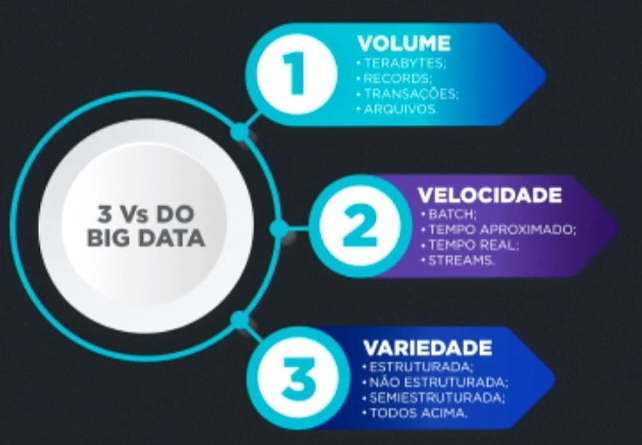 3 Vs DO
BIG DATA
1
VOLUME
• TERABYTES;
• RECORDS;
• TRANSAÇÕES;
• ARQUIVOS.
2
VELOCIDADE
• BATCH;
• TEMPO APROXIMADO;
• TEMPO REAL;
• STREAMS.
3
VARIEDADE
• ESTRUTURADA;
• NÃO ESTRUTURADA;
• SEMIESTRUTURADA;
• TODOS ACIMA.